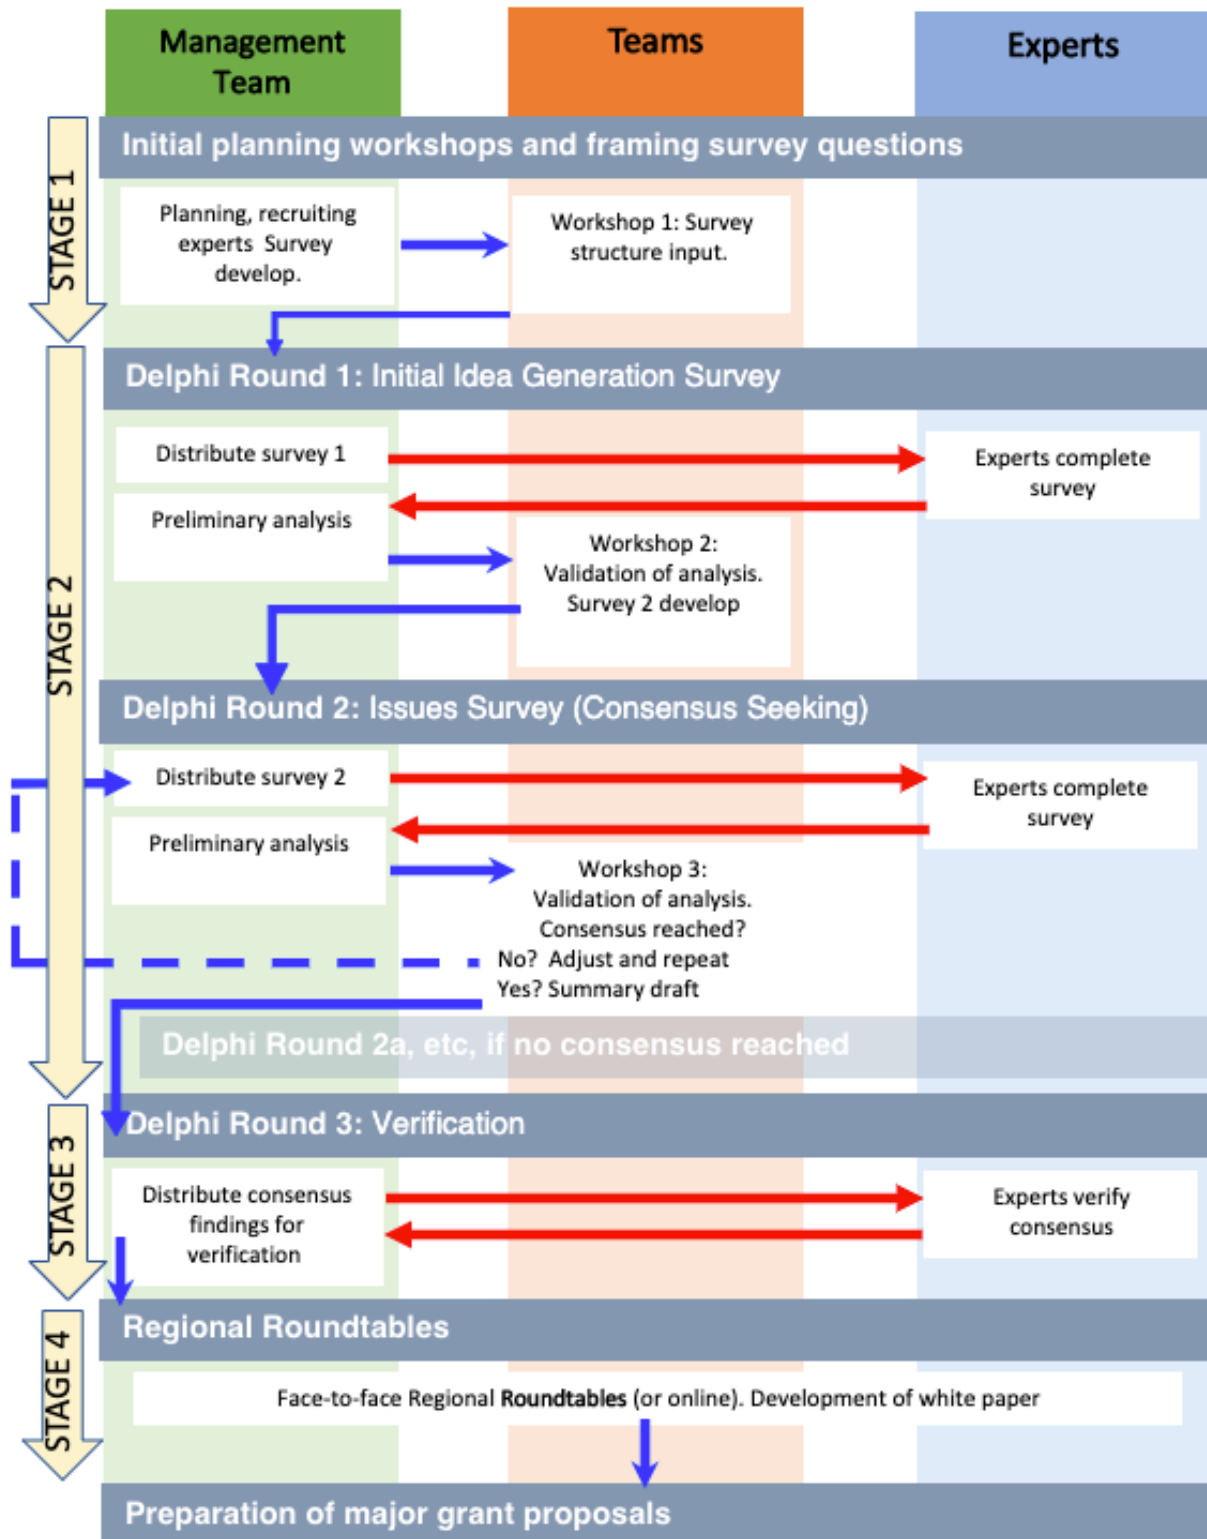 Management
Team
Teams
Experts
STAGE 1
Initial planning workshops and framing survey questions
Planning, recruiting
experts  Survey
develop.
Workshop 1: Survey
structure input.
STAGE 2
Delphi Round 1: Initial Idea Generation Survey
Distribute survey 1
Experts complete
survey
Preliminary analysis
Workshop 2:
Validation of analysis.
Survey 2 develop
Delphi Round 2: Issues Survey (Consensus Seeking)
Distribute survey 2
Experts complete
survey
Preliminary analysis
Workshop 3:
Validation of analysis.
Consensus reached?
No?  Adjust and repeat
Yes? Summary draft
Delphi Round 2a, etc, if no consensus reached
STAGE 3
Delphi Round 3: Verification
Distribute consensus
findings for
verification
Experts verify
consensus
STAGE 4
Regional Roundtables
Face-to-face Regional Roundtables (or online). Development of white paper
Preparation of major grant proposals